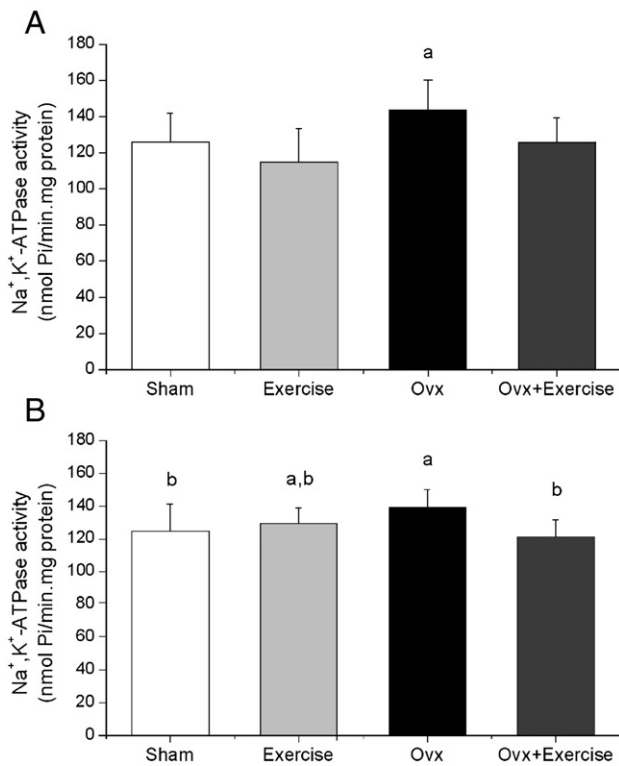 A
Na⁺,K⁺-ATPase activity
(nmol Pi/min.mg protein)
180
160
140
120
100
80
60
40
20
0
a
Sham Exercise Ovx Ovx+Exercise
B
Na⁺,K⁺-ATPase activity
(nmol Pi/min.mg protein)
180
160
140
120
100
80
60
40
20
0
b a,b a b
Sham Exercise Ovx Ovx+Exercise